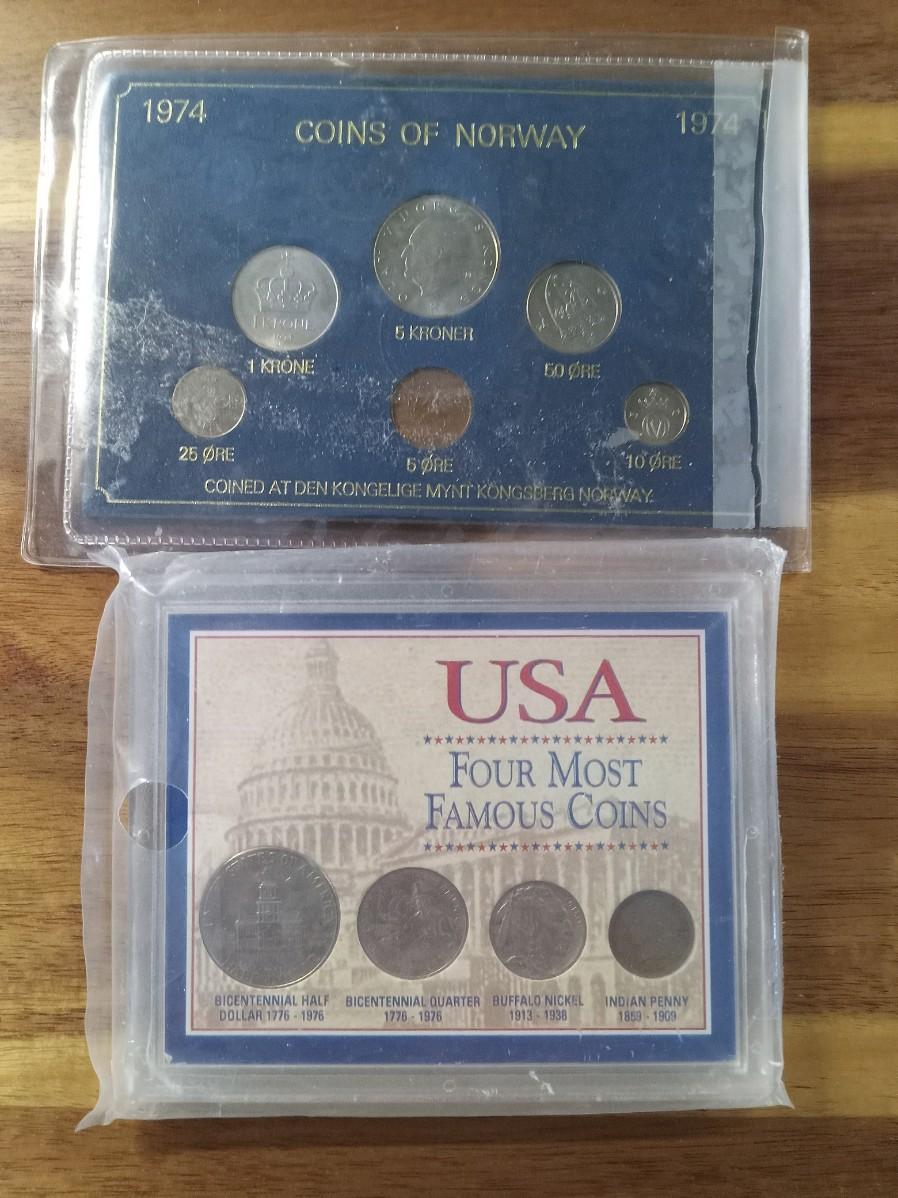 1974
1974
COINS OF NORWAY
1 KRONE
1 KRONE
5 KRONER
50 ØRE
25 ØRE
5 ØRE
10 ØRE
COINED AT DEN KONGELIGE MYNT KONGSBERG NORWAY.
USA
FOUR MOST
FAMOUS COINS
BICENTENNIAL HALF
DOLLAR 1776 - 1976
BICENTENNIAL QUARTER
1776 - 1976
BUFFALO NICKEL
1913 - 1938
INDIAN PENNY
1859 - 1909